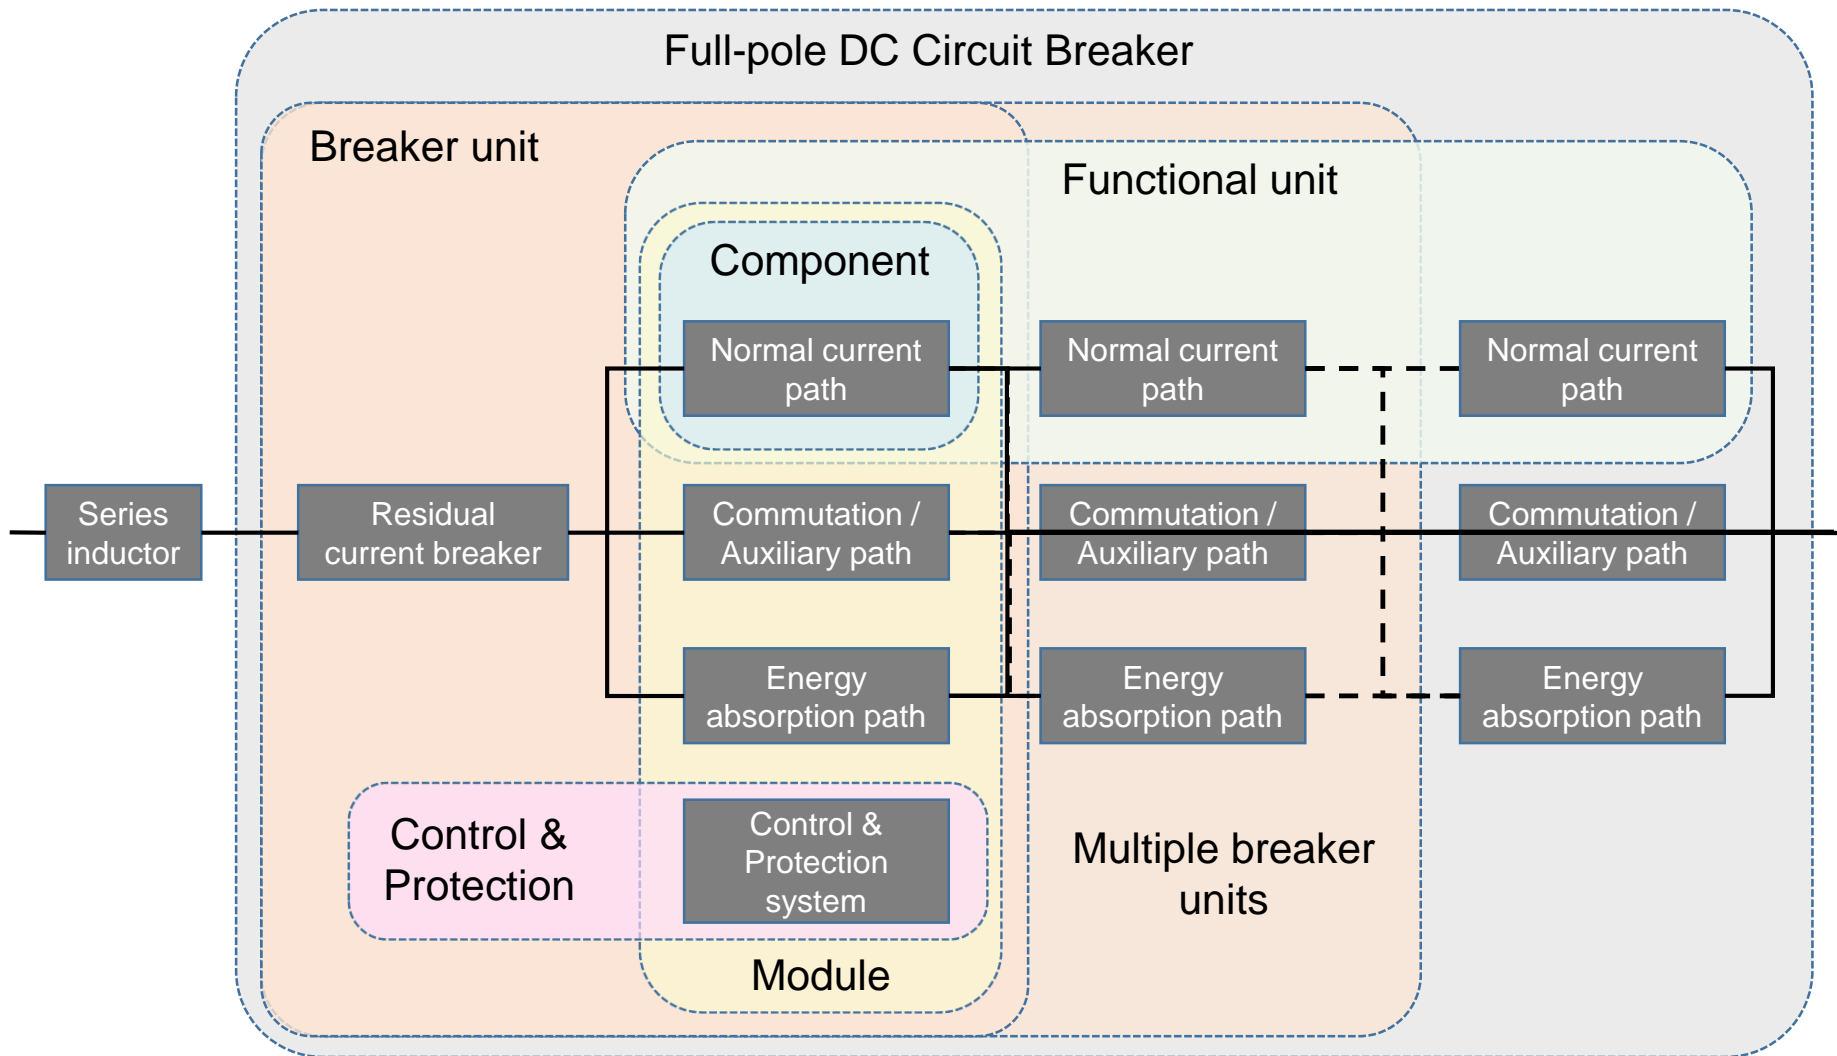 Full-pole DC Circuit Breaker
Breaker unit
Functional unit
Component
Normal current
path
Normal current
path
Normal current
path
Series
inductor
Residual
current breaker
Commutation /
Auxiliary path
Commutation /
Auxiliary path
Commutation /
Auxiliary path
Energy
absorption path
Energy
absorption path
Energy
absorption path
Control &
Protection
Control &
Protection
system
Multiple breaker
units
Module